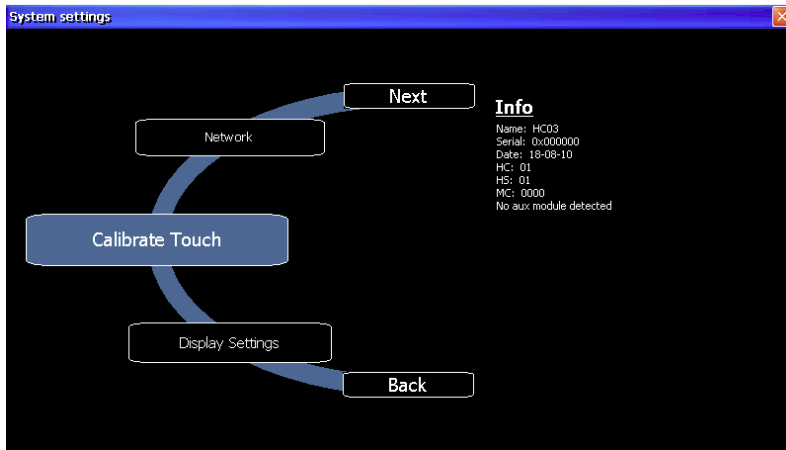 System settings
Next
Network
Calibrate Touch
Display Settings
Back
Info
Name: HC03
Serial: 0x000000
Date: 18-08-10
HC: 01
HS: 01
MC: 0000
No aux module detected